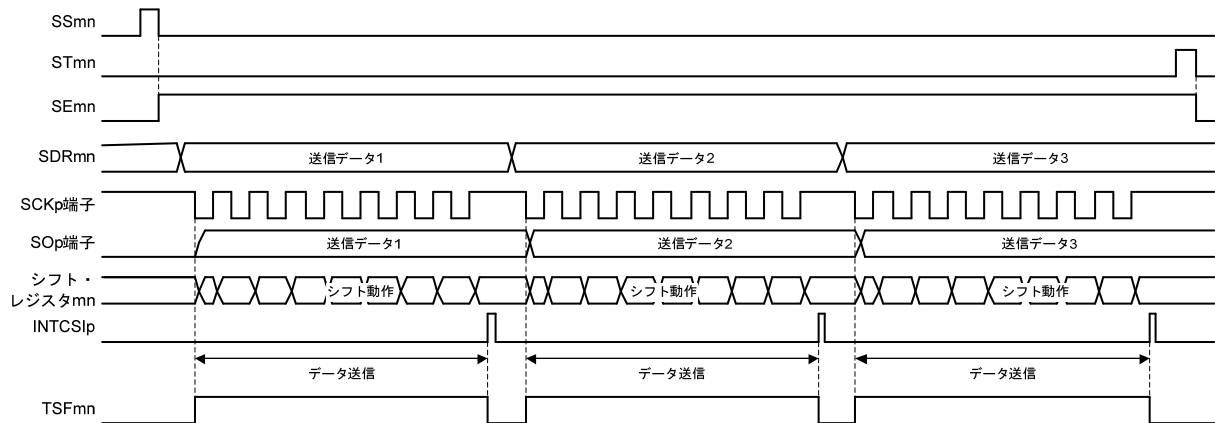 SSmn
STmn
SEmn
SDRmn 送信データ1 送信データ2 送信データ3
SCKp端子
SOp端子 送信データ1 送信データ2 送信データ3
シフト・
レジスタmn シフト動作 シフト動作 シフト動作
INTCSIp
データ送信 データ送信 データ送信
TSFmn